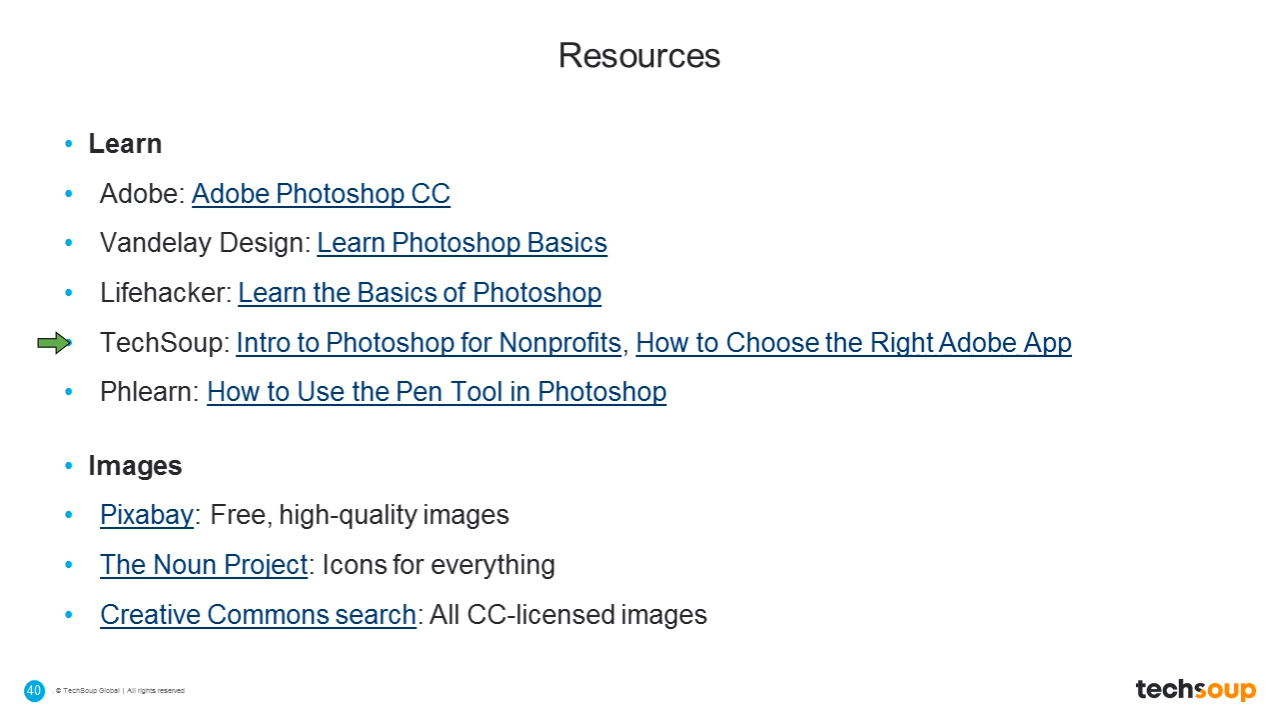 Resources
• Learn
• Adobe: Adobe Photoshop CC
• Vandelay Design: Learn Photoshop Basics
• Lifehacker: Learn the Basics of Photoshop
• TechSoup: Intro to Photoshop for Nonprofits, How to Choose the Right Adobe App
• Phlearn: How to Use the Pen Tool in Photoshop
• Images
• Pixabay: Free, high-quality images
• The Noun Project: Icons for everything
• Creative Commons search: All CC-licensed images
40 . © TechSoup Global | All rights reserved
techsoup